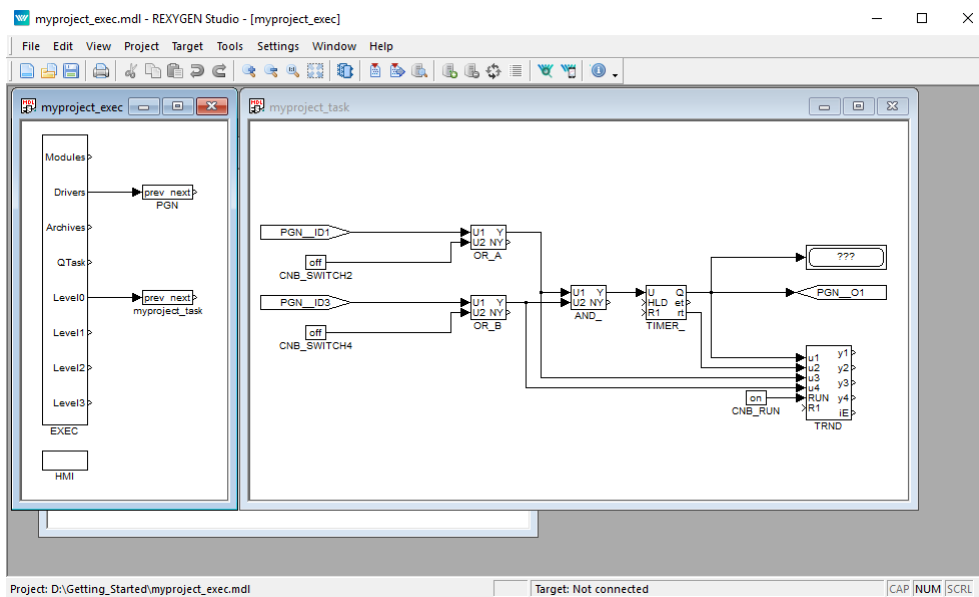 myproject_exec.mdl - REXYGEN Studio - [myproject_exec]
File Edit View Project Target Tools Settings Window Help
myproject_exec
Modules
Drivers
prev next
PGN
Archives
QTask
Level0
prev next
myproject_task
Level1
Level2
Level3
EXEC
HMI
myproject_task
PGN__ID1
U1 Y
U2 NY
OR_A
off
CNB_SWITCH2
PGN__ID3
U1 Y
U2 NY
OR_B
off
CNB_SWITCH4
U1 Y
U2 NY
AND_
U Q
HLD et
R1 rt
TIMER_
???
PGN__O1
u1 y1
u2 y2
u3 y3
u4
RUN y4
R1 iE
TRND
on
CNB_RUN
Project: D:\Getting_Started\myproject_exec.mdl
Target: Not connected
CAP NUM SCRL